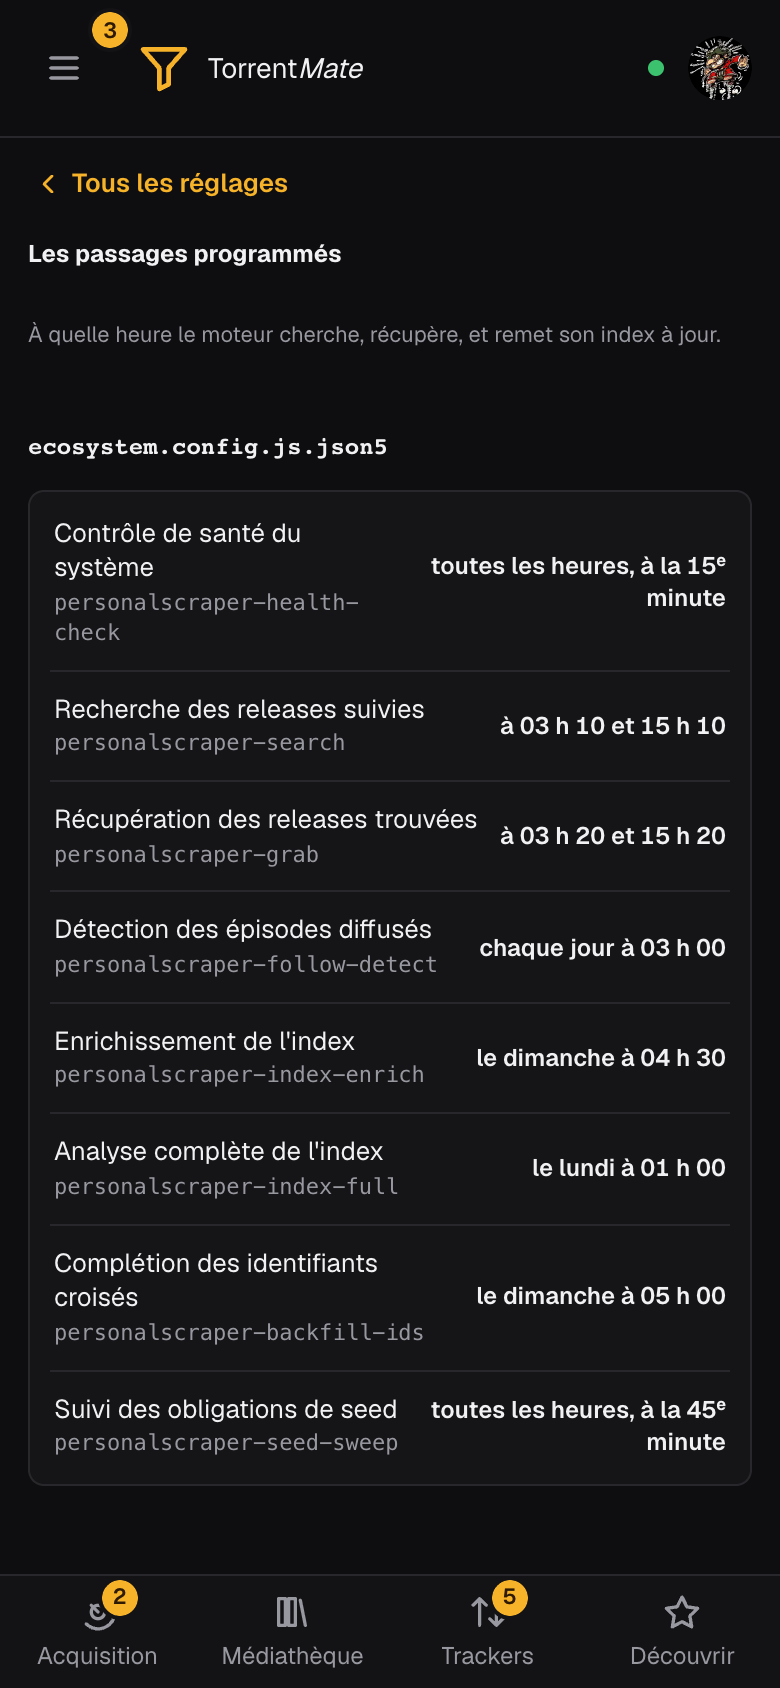 3
TorrentMate
Tous les réglages
Les passages programmés
À quelle heure le moteur cherche, récupère, et remet son index à jour.
ecosystem.config.js.json5
Contrôle de santé du
système
personalscraper-health-
check
toutes les heures, à la 15ᵉ
minute
Recherche des releases suivies
personalscraper-search
à 03 h 10 et 15 h 10
Récupération des releases trouvées
personalscraper-grab
à 03 h 20 et 15 h 20
Détection des épisodes diffusés
personalscraper-follow-detect
chaque jour à 03 h 00
Enrichissement de l'index
personalscraper-index-enrich
le dimanche à 04 h 30
Analyse complète de l'index
personalscraper-index-full
le lundi à 01 h 00
Complétion des identifiants
croisés
personalscraper-backfill-ids
le dimanche à 05 h 00
Suivi des obligations de seed
personalscraper-seed-sweep
toutes les heures, à la 45ᵉ
minute
2
Acquisition
Médiathèque
5
Trackers
Découvrir